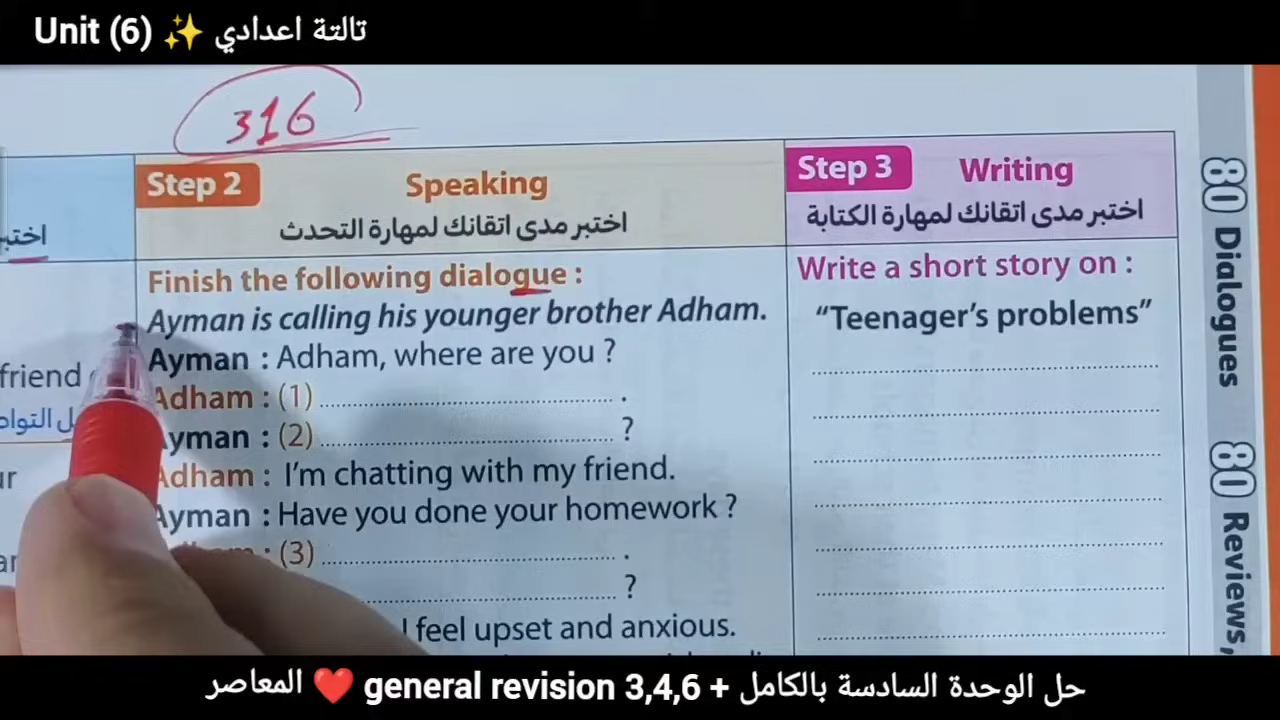 Unit (6) ✨ تالتة اعدادي
316
Step 2 Speaking
اختبر مدى اتقانك لمهارة التحدث
Finish the following dialogue :
Ayman is calling his younger brother Adham.
Ayman : Adham, where are you ?
Adham : (1) .
Ayman : (2) ?
Adham : I'm chatting with my friend.
Ayman : Have you done your homework ?
(3) .
?
I feel upset and anxious.
Step 3 Writing
اختبر مدى اتقانك لمهارة الكتابة
Write a short story on :
“Teenager's problems”
friend
80 Dialogues
80 Reviews,
حل الوحدة السادسة بالكامل + general revision 3,4,6 ❤️ المعاصر